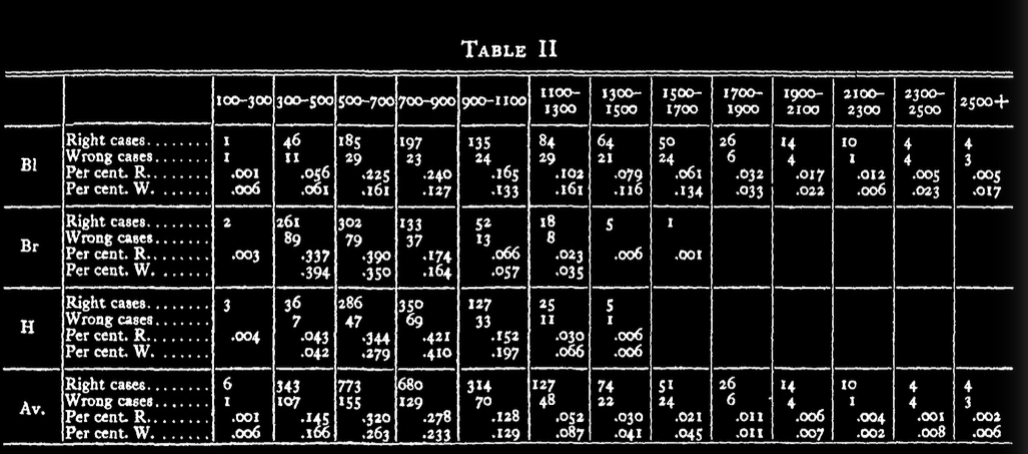 TABLE II
100–300 300–500 500–700 700–900 900–1100 1100–1300 1300–1500 1500–1700 1700–1900 1900–2100 2100–2300 2300–2500 2500+
Bl
Right cases........ 1 46 185 197 135 84 64 50 26 14 10 4 4
Wrong cases....... 1 11 29 23 24 29 21 24 6 4 1 4 3
Per cent. R........ .001 .056 .225 .240 .165 .102 .079 .061 .032 .017 .012 .005 .005
Per cent. W. ...... .006 .061 .161 .127 .133 .161 .116 .134 .033 .022 .006 .023 .017
Br
Right cases........ 2 261 302 133 52 18 5 1
Wrong cases....... 89 79 37 13 8
Per cent. R........ .003 .337 .390 .174 .066 .023 .006 .001
Per cent. W. ...... .394 .350 .164 .057 .035
H
Right cases........ 3 36 286 350 127 25 5
Wrong cases....... 7 47 69 33 11 1
Per cent. R........ .004 .043 .344 .421 .152 .030 .006
Per cent. W. ...... .042 .279 .410 .197 .066 .006
Av.
Right cases........ 6 343 773 680 314 127 74 51 26 14 10 4 4
Wrong cases....... 1 107 155 129 70 48 22 24 6 4 1 4 3
Per cent. R........ .001 .145 .320 .278 .128 .052 .030 .021 .011 .006 .004 .001 .002
Per cent. W. ...... .006 .166 .263 .233 .129 .087 .041 .045 .011 .007 .002 .008 .006